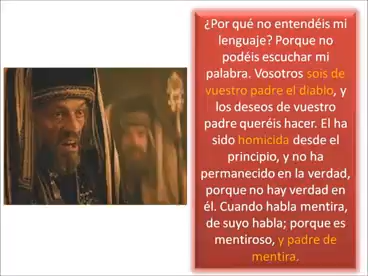 ¿Por qué no entendéis mi
lenguaje? Porque no
podéis escuchar mi
palabra. Vosotros sois de
vuestro padre el diablo, y
los deseos de vuestro
padre queréis hacer. El ha
sido homicida desde el
principio, y no ha
permanecido en la verdad,
porque no hay verdad en
él. Cuando habla mentira,
de suyo habla; porque es
mentiroso, y padre de
mentira.